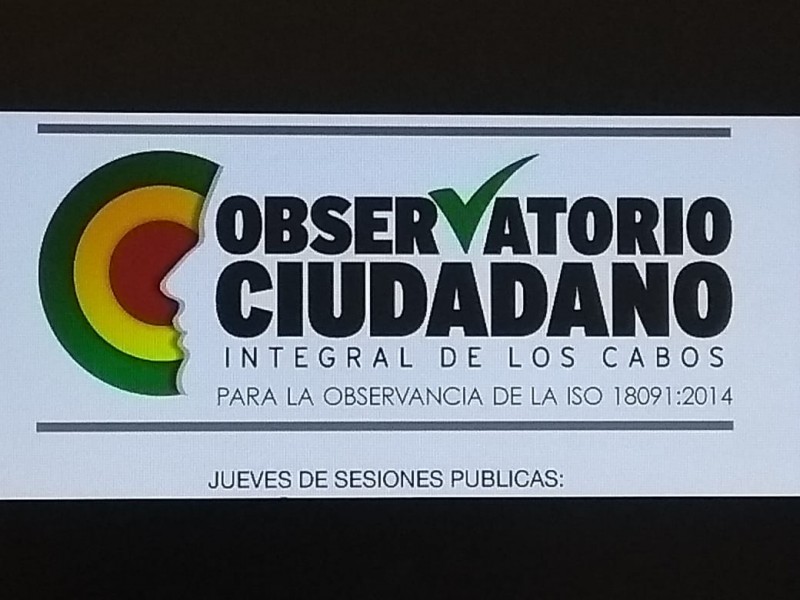 OBSERVATORIO
CIUDADANO
INTEGRAL DE LOS CABOS
PARA LA OBSERVANCIA DE LA ISO 18091:2014
JUEVES DE SESIONES PUBLICAS: